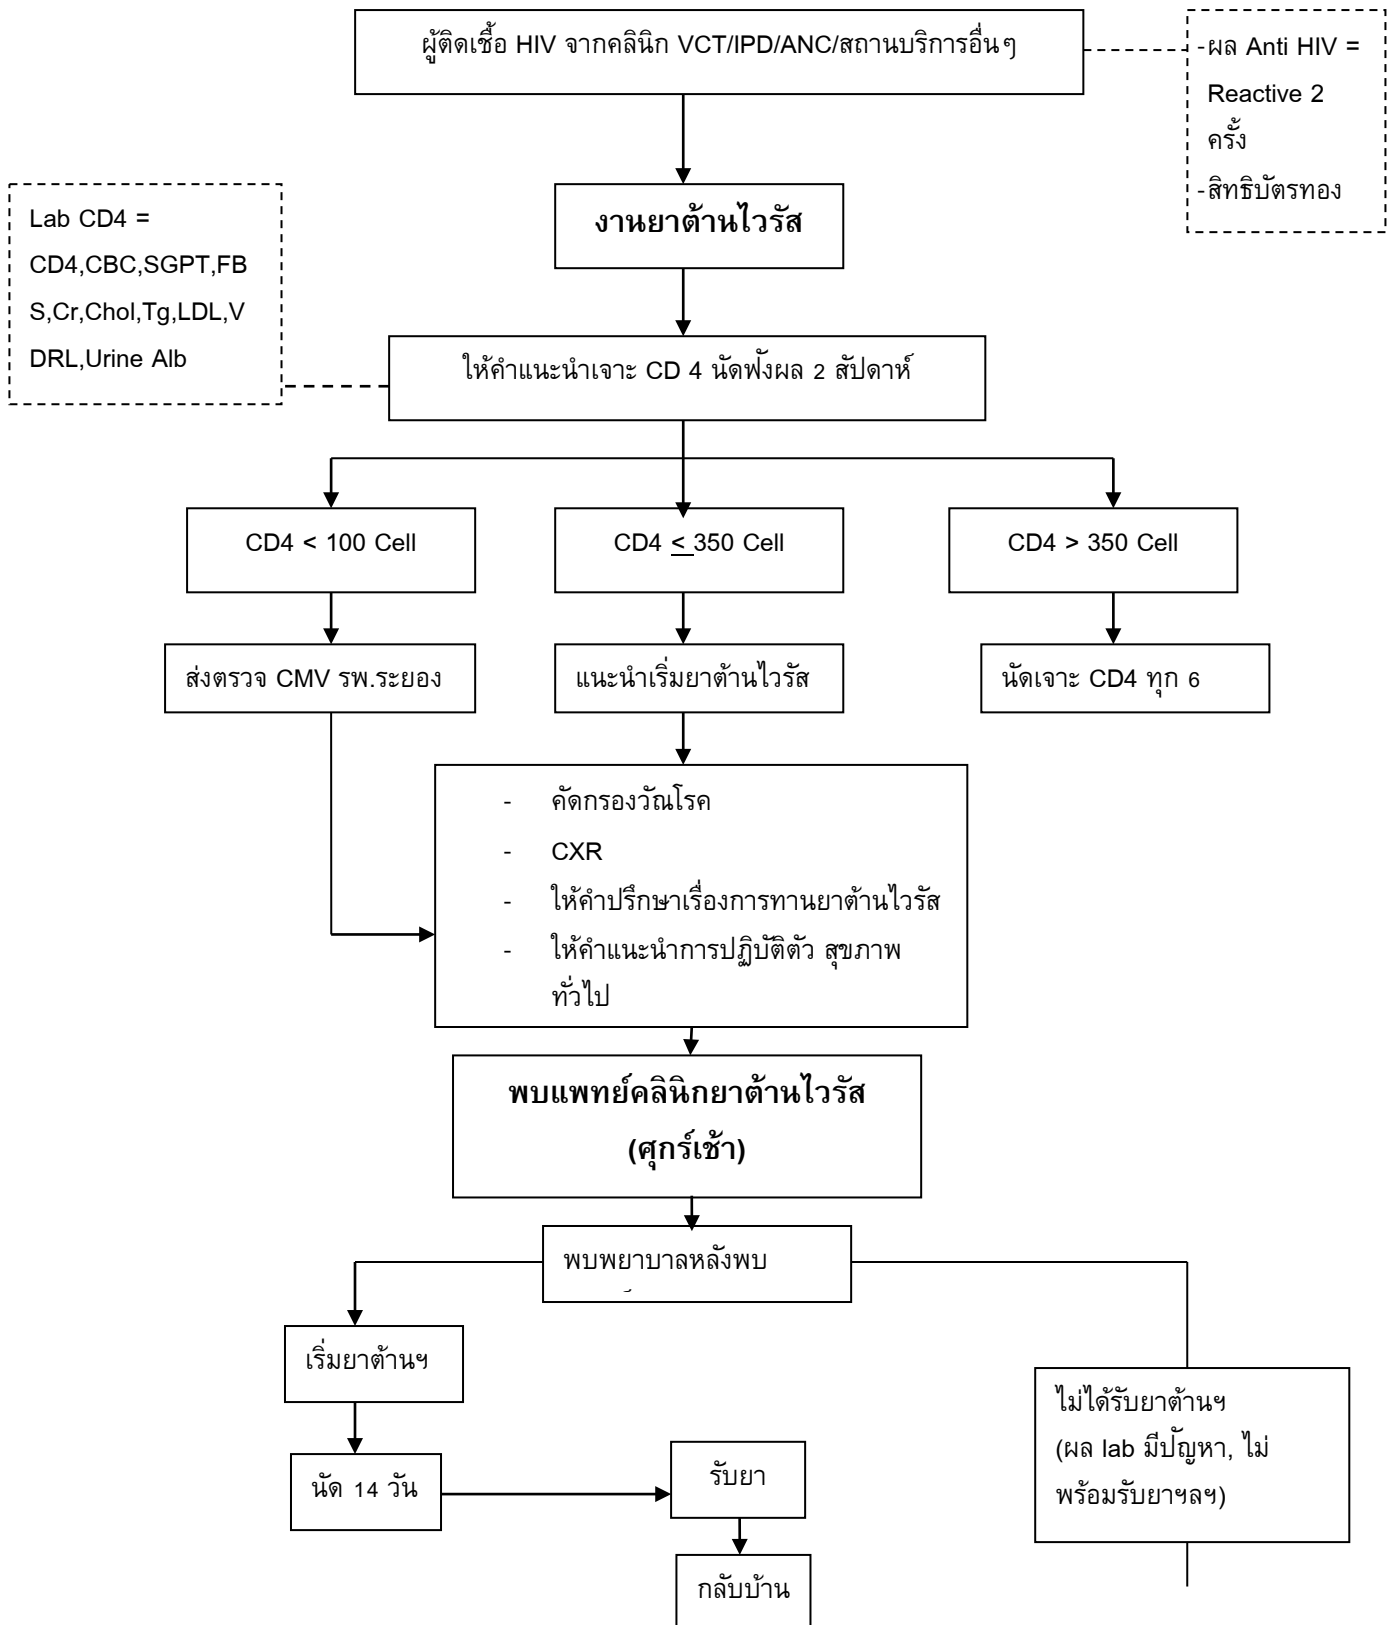 ผู้ติดเชื้อ HIV จากคลินิก VCT/IPD/ANC/สถานบริการอื่นๆ
-ผล Anti HIV =
Reactive 2
ครั้ง
-สิทธิบัตรทอง
งานยาต้านไวรัส
Lab CD4 =
CD4,CBC,SGPT,FB
S,Cr,Chol,Tg,LDL,V
DRL,Urine Alb
ให้คำแนะนำเจาะ CD 4 นัดฟังผล 2 สัปดาห์
CD4 < 100 Cell
CD4 < 350 Cell
CD4 > 350 Cell
ส่งตรวจ CMV รพ.ระยอง
แนะนำเริ่มยาต้านไวรัส
นัดเจาะ CD4 ทุก 6
- คัดกรองวัณโรค
- CXR
- ให้คำปรึกษาเรื่องการทานยาต้านไวรัส
- ให้คำแนะนำการปฏิบัติตัว สุขภาพ
ทั่วไป
พบแพทย์คลินิกยาต้านไวรัส
(ศุกร์เช้า)
พบพยาบาลหลังพบ
เริ่มยาต้านฯ
ไม่ได้รับยาต้านฯ
(ผล lab มีปัญหา, ไม่
พร้อมรับยาฯลฯ)
นัด 14 วัน
รับยา
กลับบ้าน